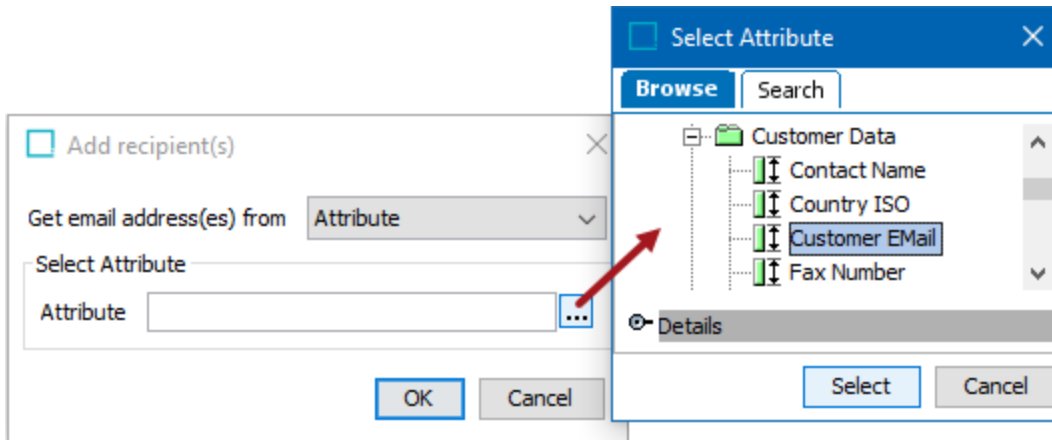 Add recipient(s)
Get email address(es) from Attribute
Select Attribute
Attribute ...
OK Cancel
Select Attribute
Browse Search
Customer Data
Contact Name
Country ISO
Customer EMail
Fax Number
Details
Select Cancel